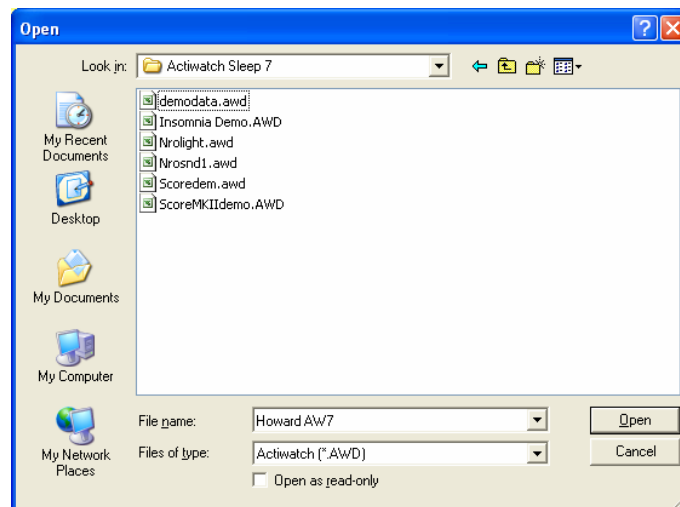 Open
Look in: Actiwatch Sleep 7
My Recent
Documents
Desktop
My Documents
My Computer
My Network
Places
demodata.awd
Insomnia Demo.AWD
Nrolight.awd
Nrosnd1.awd
Scoredem.awd
ScoreMKIIdemo.AWD
File name: Howard AW7 Open
Files of type: Actiwatch (*.AWD) Cancel
Open as read-only